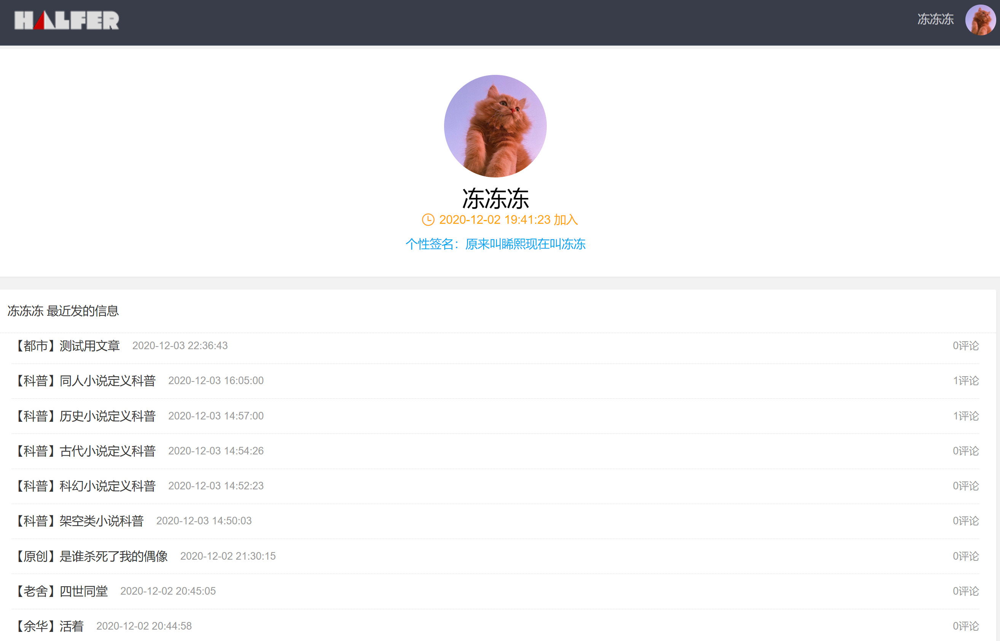 HALFER
冻冻冻
冻冻冻
2020-12-02 19:41:23 加入
个性签名：原来叫睎熙现在叫冻冻
冻冻冻 最近发的信息
【都市】测试用文章 2020-12-03 22:36:43 0评论
【科普】同人小说定义科普 2020-12-03 16:05:00 1评论
【科普】历史小说定义科普 2020-12-03 14:57:00 1评论
【科普】古代小说定义科普 2020-12-03 14:54:26 0评论
【科普】科幻小说定义科普 2020-12-03 14:52:23 0评论
【科普】架空类小说科普 2020-12-03 14:50:03 0评论
【原创】是谁杀死了我的偶像 2020-12-02 21:30:15 0评论
【老舍】四世同堂 2020-12-02 20:45:05 0评论
【余华】活着 2020-12-02 20:44:58 0评论